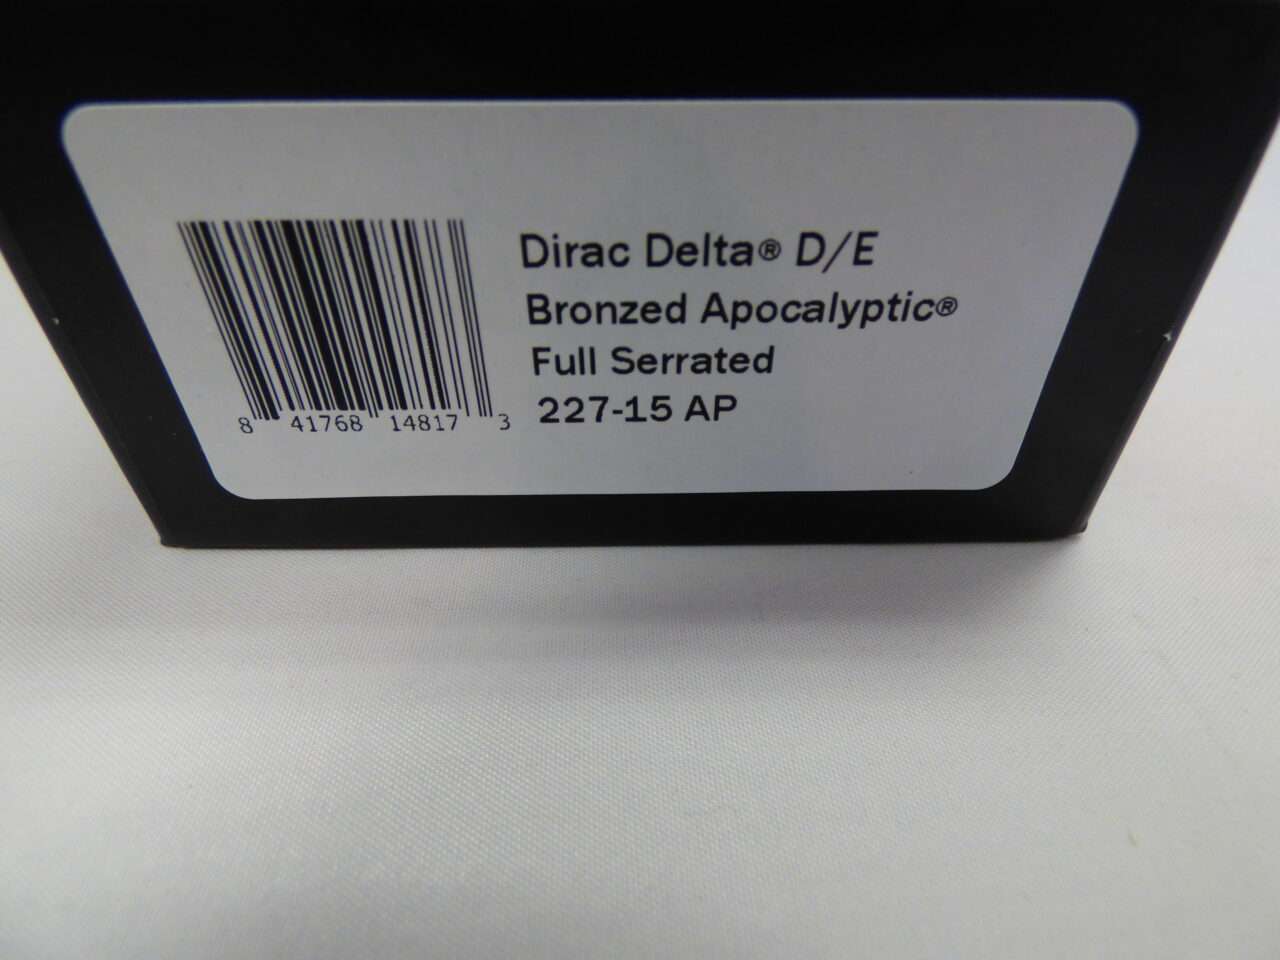 Dirac Delta® D/E
Bronzed Apocalyptic®
Full Serrated
227-15 AP
8 41768 14817 3